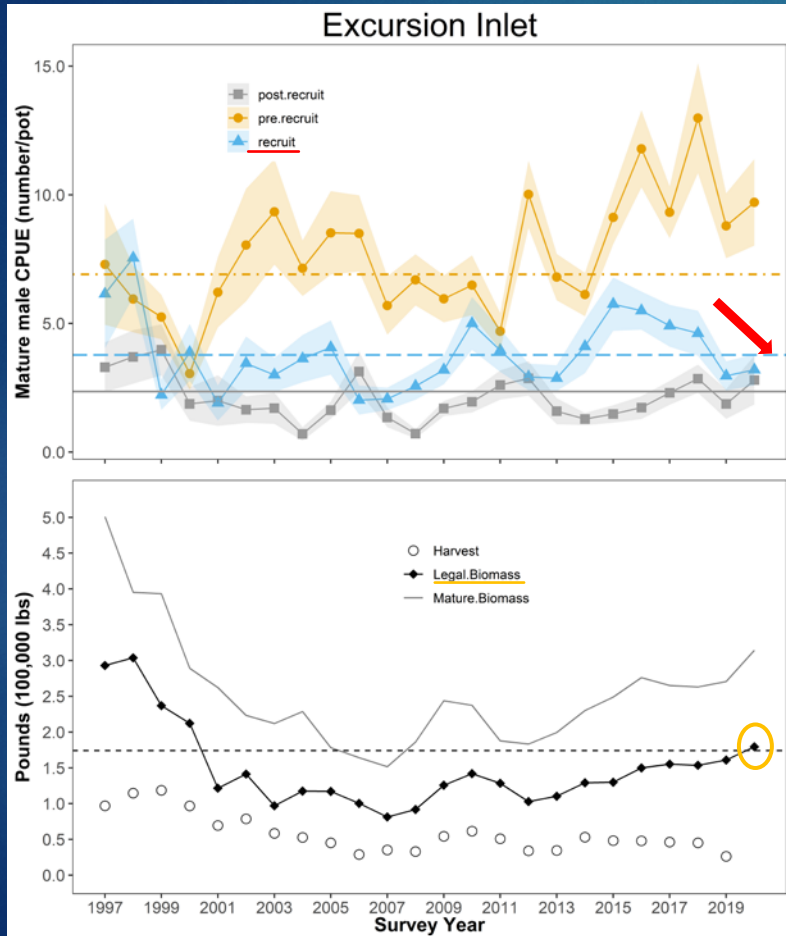 Excursion Inlet
Mature male CPUE (number/pot)
15.0
10.0
5.0
0.0
post.recruit
pre.recruit
recruit
Pounds (100,000 lbs)
5.0
4.5
4.0
3.5
3.0
2.5
2.0
1.5
1.0
0.5
0.0
Harvest
Legal.Biomass
Mature.Biomass
1997 1999 2001 2003 2005 2007 2009 2011 2013 2015 2017 2019
Survey Year